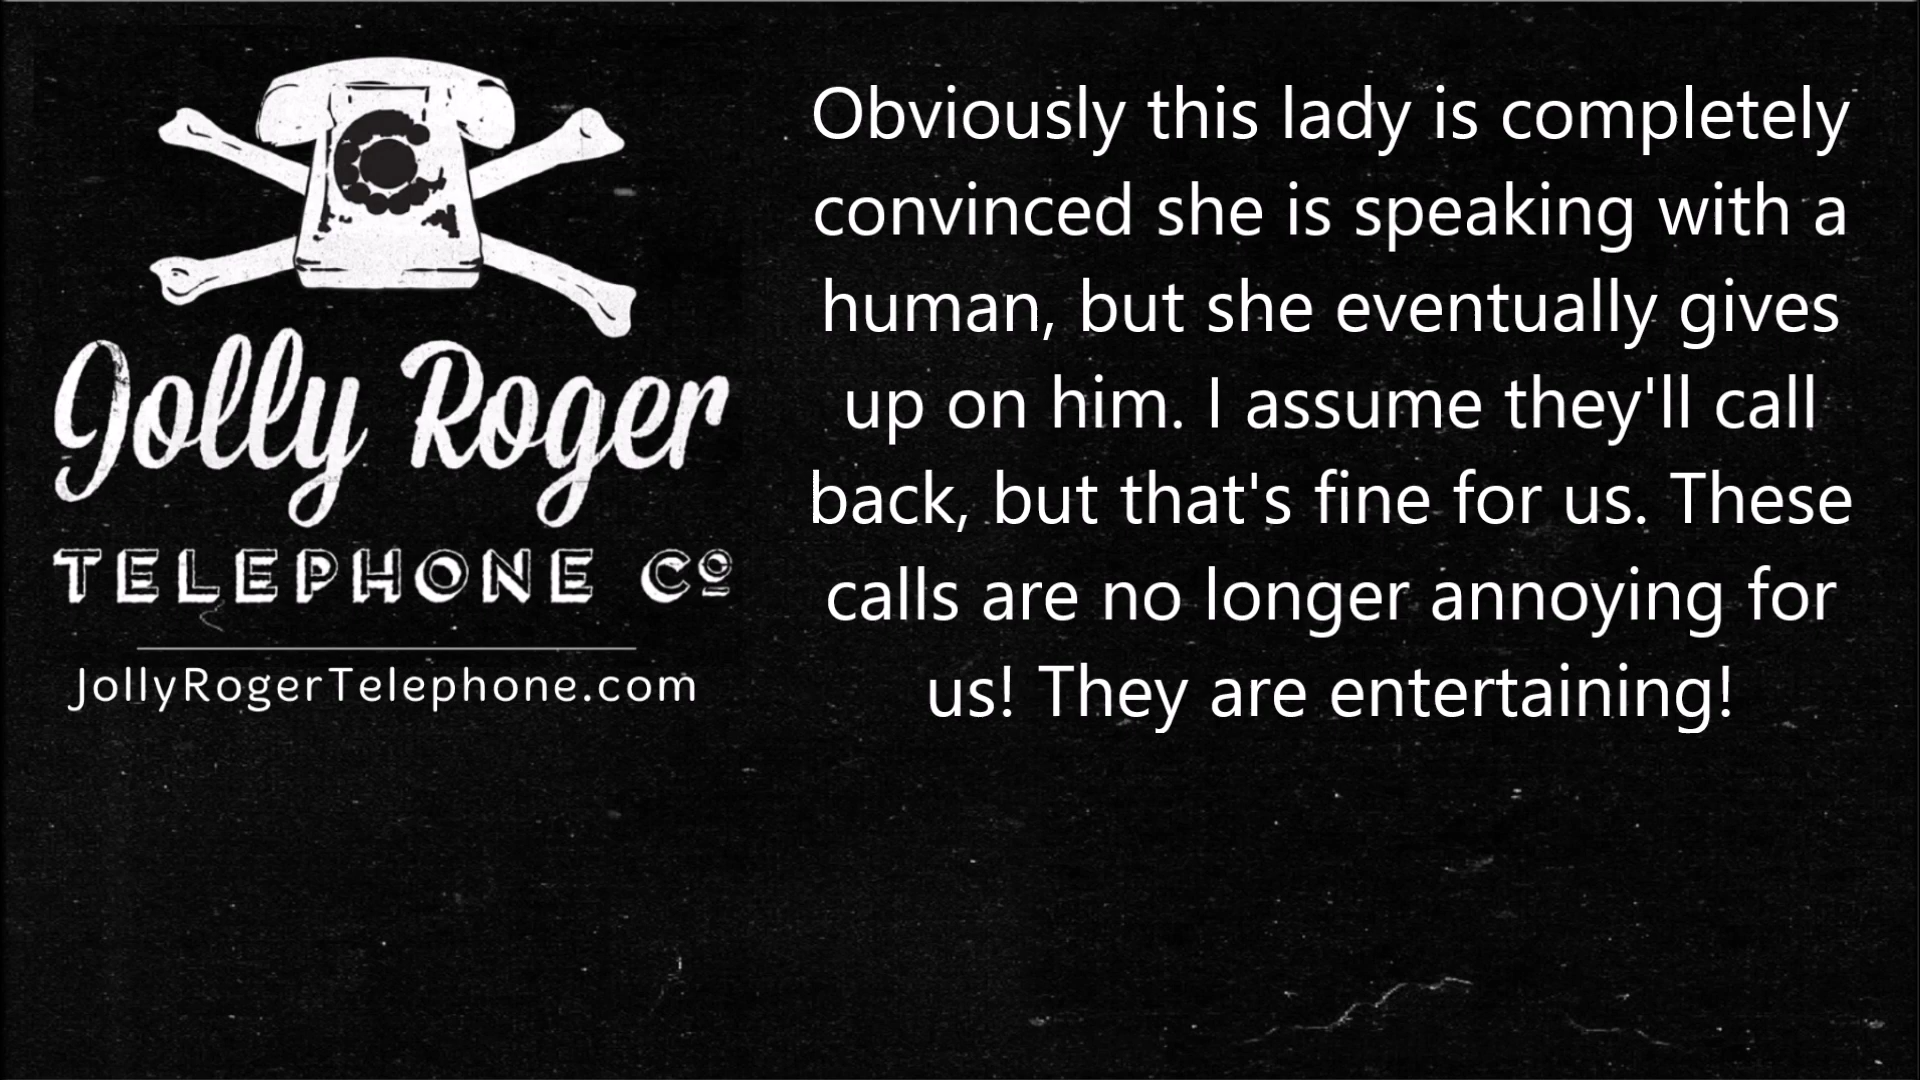 Jolly Roger
TELEPHONE Cº
JollyRogerTelephone.com
Obviously this lady is completely
convinced she is speaking with a
human, but she eventually gives
up on him. I assume they'll call
back, but that's fine for us. These
calls are no longer annoying for
us! They are entertaining!